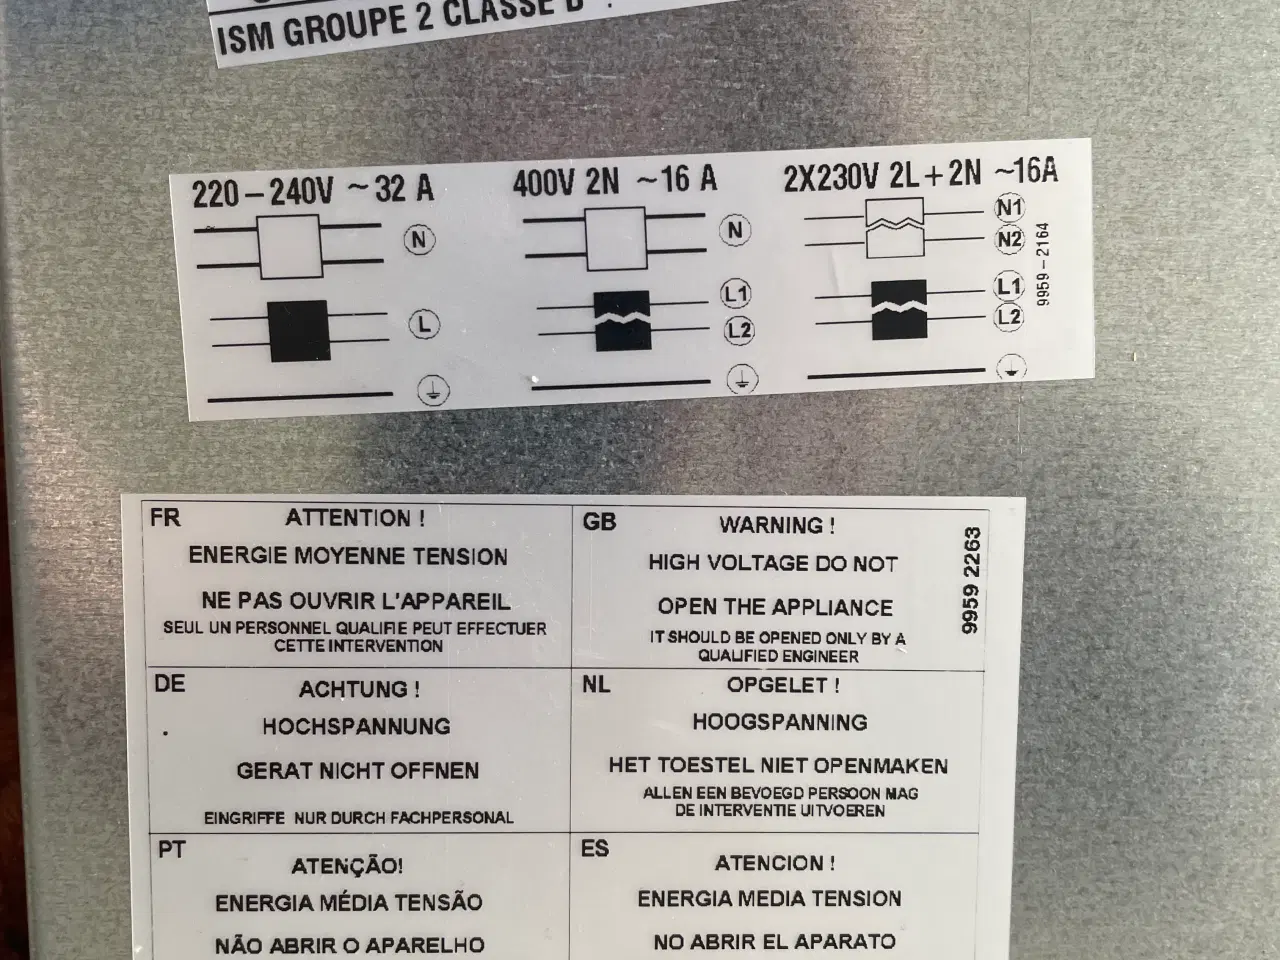 ISM GROUPE 2 CLASSE B
220-240V ~ 32 A
N
L
400V 2N ~16 A
N
L1
L2
2X230V 2L+2N ~16A
N1
N2
L1
L2
9959-2164
FR
ATTENTION !
ENERGIE MOYENNE TENSION
NE PAS OUVRIR L'APPAREIL
SEUL UN PERSONNEL QUALIFIE PEUT EFFECTUER
CETTE INTERVENTION
GB
WARNING !
HIGH VOLTAGE DO NOT
OPEN THE APPLIANCE
IT SHOULD BE OPENED ONLY BY A
QUALIFIED ENGINEER
9959 2263
DE
ACHTUNG !
HOCHSPANNUNG
GERAT NICHT OFFNEN
EINGRIFFE NUR DURCH FACHPERSONAL
NL
OPGELET !
HOOGSPANNING
HET TOESTEL NIET OPENMAKEN
ALLEN EEN BEVOEGD PERSOON MAG
DE INTERVENTIE UITVOEREN
PT
ATENÇÃO!
ENERGIA MÉDIA TENSÃO
NÃO ABRIR O APARELHO
ES
ATENCION !
ENERGIA MEDIA TENSION
NO ABRIR EL APARATO